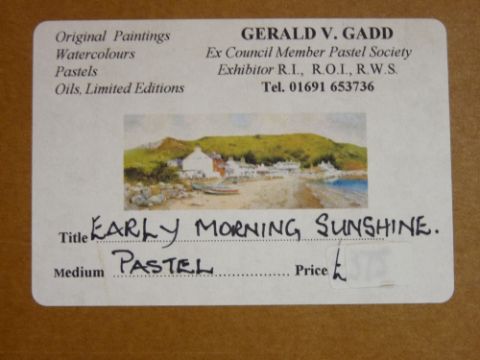 Original Paintings
Watercolours
Pastels
Oils, Limited Editions
GERALD V. GADD
Ex Council Member Pastel Society
Exhibitor R.I., R.O.I., R.W.S.
Tel. 01691 653736
Title EARLY MORNING SUNSHINE.
Medium PASTEL Price £